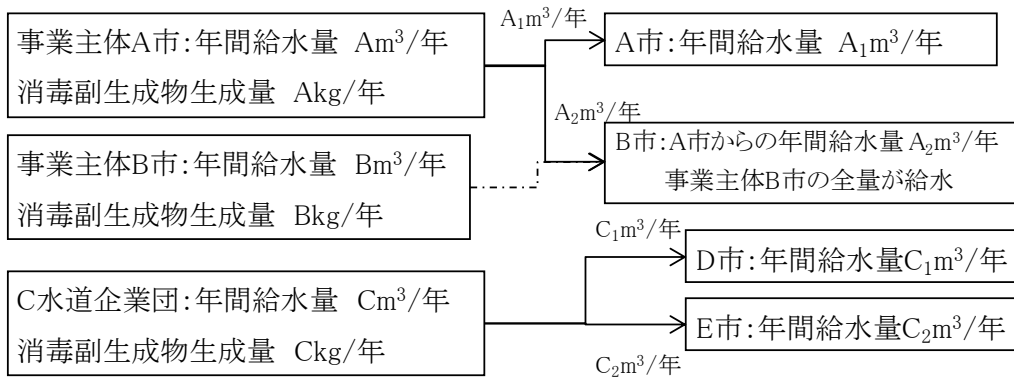 事業主体A市:年間給水量 Am³/年
消毒副生成物生成量 Akg/年
A₁m³/年
A市:年間給水量 A₁m³/年
A₂m³/年
B市:A市からの年間給水量 A₂m³/年
事業主体B市の全量が給水
事業主体B市:年間給水量 Bm³/年
消毒副生成物生成量 Bkg/年
C₁m³/年
D市:年間給水量C₁m³/年
C水道企業団:年間給水量 Cm³/年
消毒副生成物生成量 Ckg/年
E市:年間給水量C₂m³/年
C₂m³/年